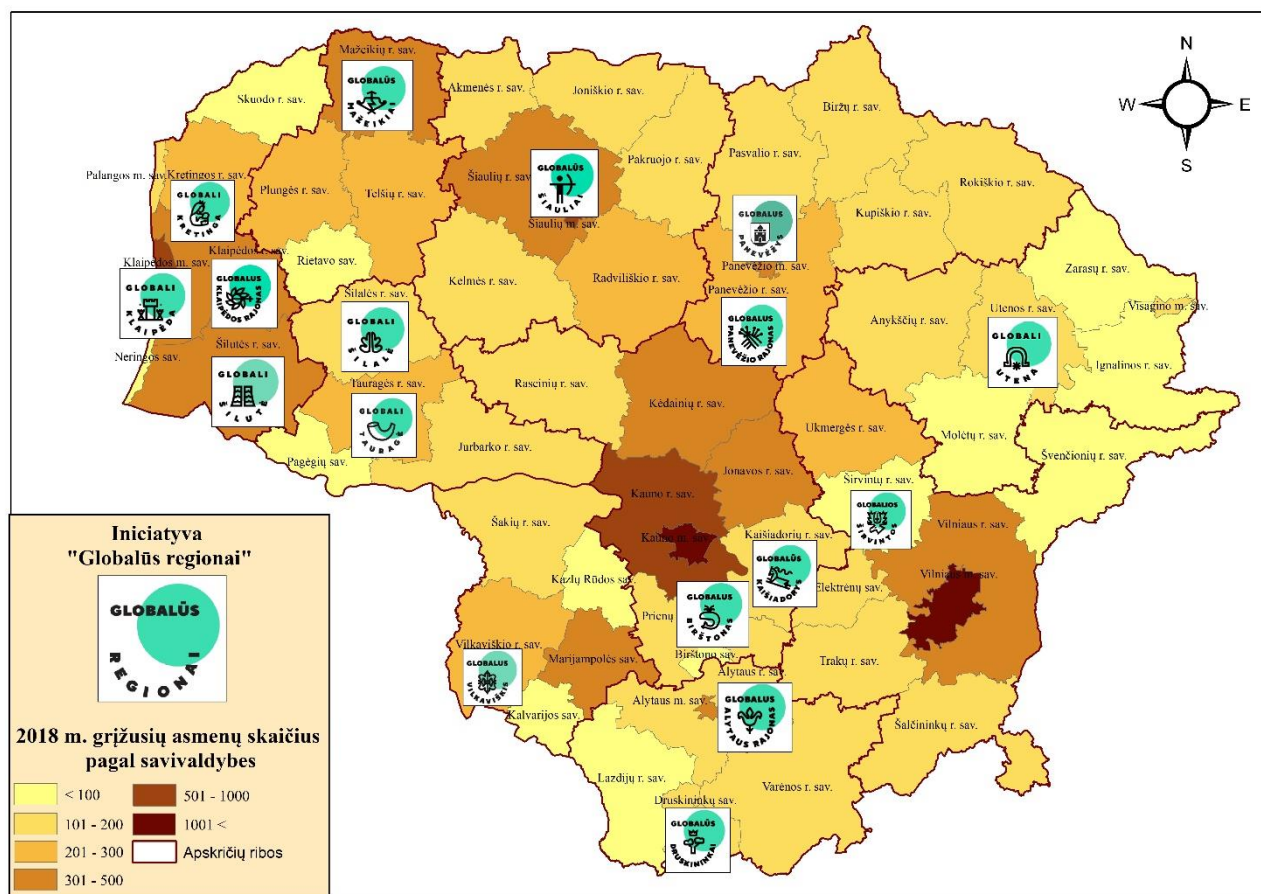 N
W E
S
Mažeikių r. sav.
GLOBALŪS
MAŽEIKIAI
Skuodo r. sav.
Akmenės r. sav.
Joniškio r. sav.
Biržų r. sav.
Pakruojo r. sav.
Pasvalio r. sav.
Palangos m. sav.
Kretingos r. sav.
GLOBALI
KRETINGA
Plungės r. sav.
Telšių r. sav.
Šiaulių r. sav.
GLOBALŪS
ŠIAULIAI
Šiaulių m. sav.
Rokiškio r. sav.
Kupiškio r. sav.
GLOBALUS
PANEVĖŽYS
Panevėžio m. sav.
Klaipėdos m. sav.
Klaipėdos r. sav.
GLOBALI
KLAIPĖDA
GLOBALUS
KLAIPĖDOS RAJONAS
Rietavo sav.
Kelmės r. sav.
Radviliškio r. sav.
Panevėžio r. sav.
GLOBALUS
PANEVĖŽIO RAJONAS
Zarasų r. sav.
Visagino m. sav.
Anykščių r. sav.
Utenos r. sav.
GLOBALI
UTENA
Ignalinos r. sav.
Neringos sav.
Šilutės r. sav.
GLOBALI
ŠILUTĖ
Šilalės r. sav.
GLOBALI
ŠILALĖ
Tauragės r. sav.
GLOBALI
TAURAGĖ
Rascinių r. sav.
Kėdainių r. sav.
Ukmergės r. sav.
Molėtų r. sav.
Švenčionių r. sav.
Pagėgių sav.
Jurbarko r. sav.
Jonavos r. sav.
Širvintų r. sav.
GLOBALIOS
ŠIRVINTOS
Kauno r. sav.
Kauno m. sav.
Šakių r. sav.
Kaišiadorių r. sav.
GLOBALŪS
KAIŠIADORYS
Vilniaus r. sav.
Vilniaus m. sav.
Kazlų Rūdos sav.
Elektrėnų sav.
Prienų
GLOBALUS
BIRŠTONAS
Birštono sav.
Vilkaviškio r. sav.
GLOBALUS
VILKAVIŠKIS
Marijampolės sav.
Trakų r. sav.
Kalvarijos sav.
Alytaus r. sav.
Alytaus m. sav.
GLOBALUS
ALYTAUS RAJONAS
Šalčininkų r. sav.
Lazdijų r. sav.
Varėnos r. sav.
Druskininkų sav.
GLOBALŪS
DRUSKININKAI
Iniciatyva
"Globalūs regionai"
GLOBALŪS
REGIONAI
2018 m. grįžusių asmenų skaičius
pagal savivaldybes
< 100
101 - 200
201 - 300
301 - 500
501 - 1000
1001 <
Apskričių ribos